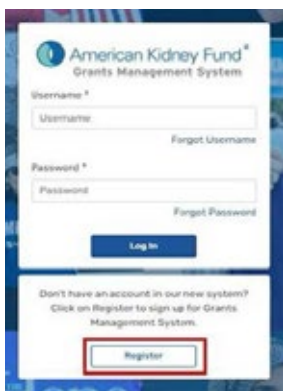 American Kidney Fund®
Grants Management System
Username *
Username
Forgot Username
Password *
Password
Forgot Password
Log In
Don't have an account in our new system?
Click on Register to sign up for Grants
Management System.
Register